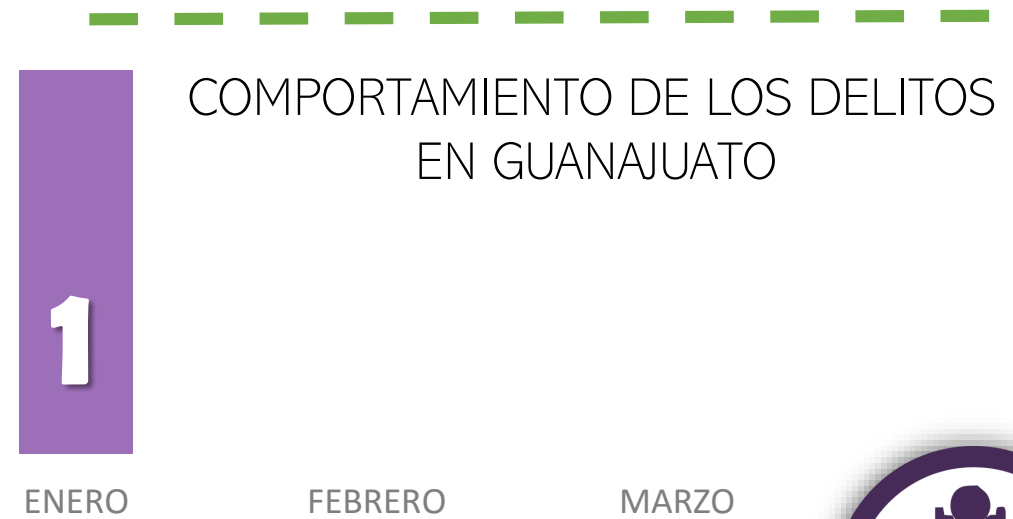 COMPORTAMIENTO DE LOS DELITOS
EN GUANAJUATO
1
ENERO FEBRERO MARZO